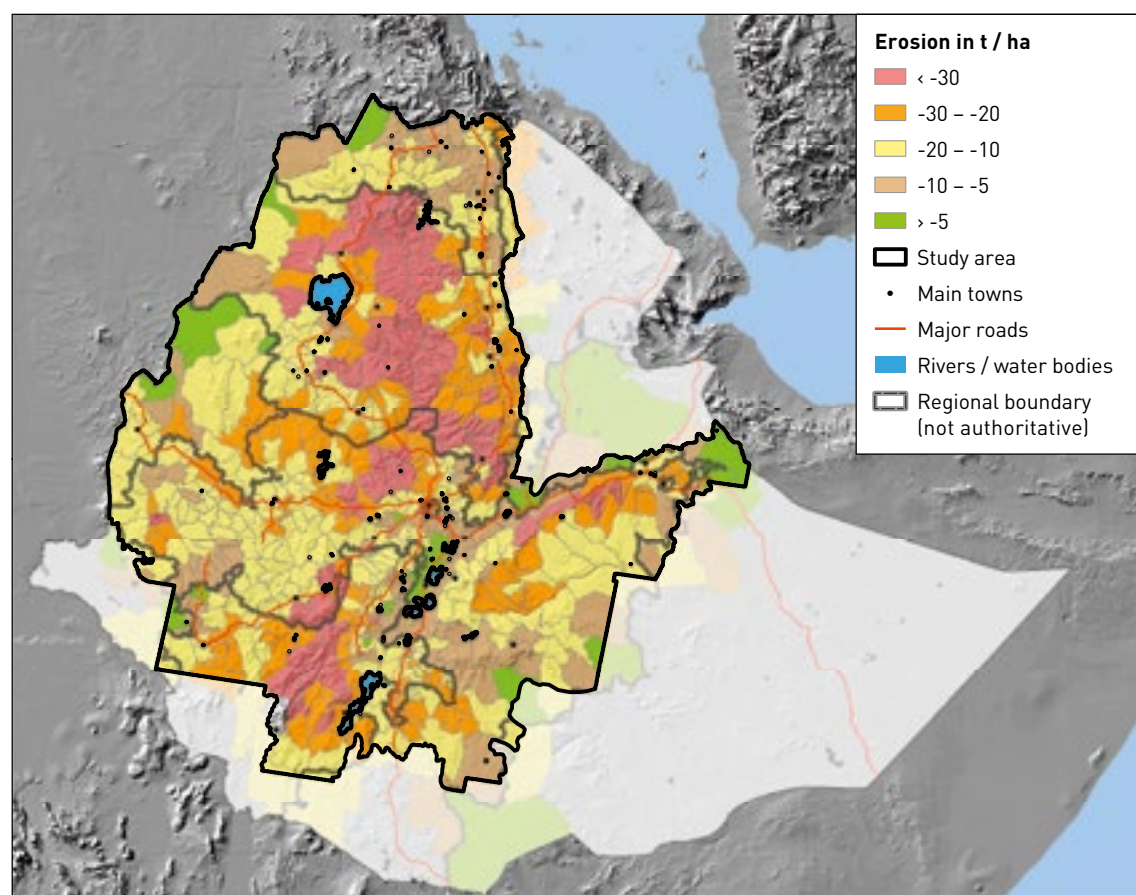 Erosion in t / ha
‹ -30
-30 – -20
-20 – -10
-10 – -5
› -5
Study area
Main towns
Major roads
Rivers / water bodies
Regional boundary
(not authoritative)